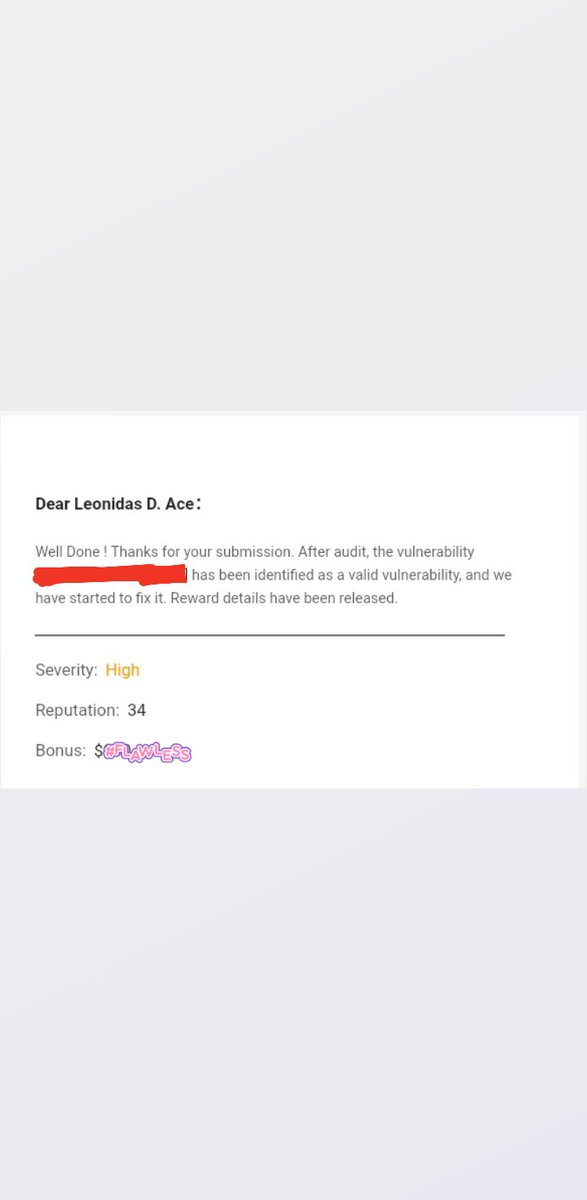 Dear Leonidas D. Ace:
Well Done ! Thanks for your submission. After audit, the vulnerability
] has been identified as a valid vulnerability, and we
have started to fix it. Reward details have been released.
Severity: High
Reputation: 34
Bonus: $#FLAWLESS